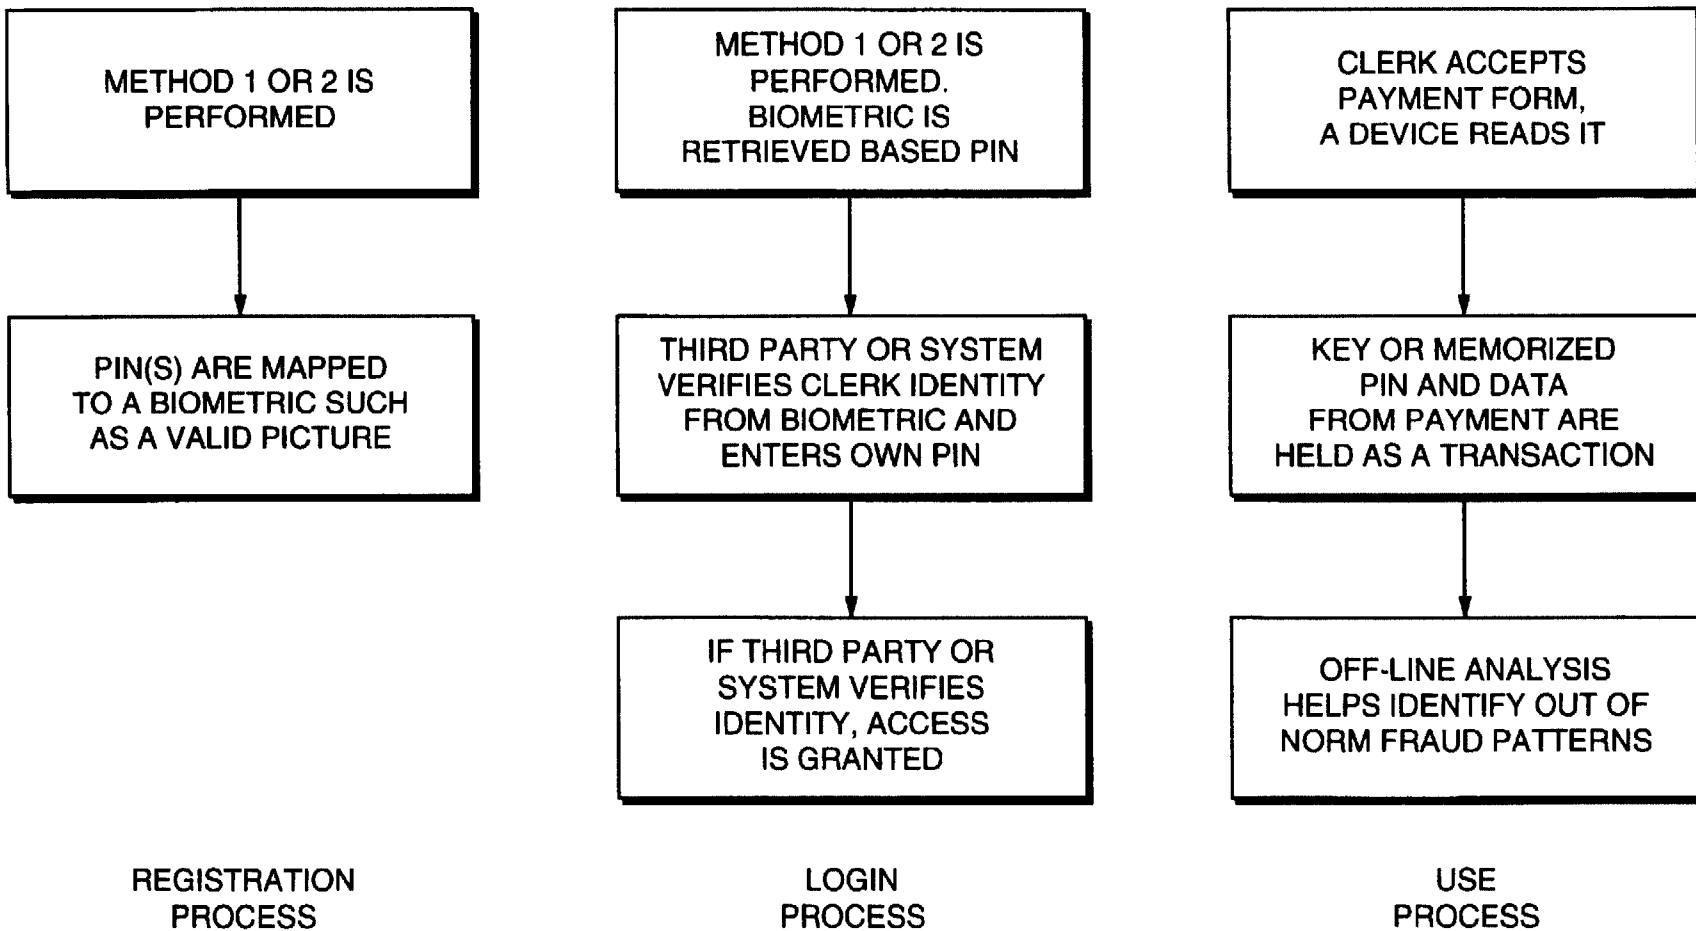 METHOD 1 OR 2 IS
PERFORMED
PIN(S) ARE MAPPED
TO A BIOMETRIC SUCH
AS A VALID PICTURE
REGISTRATION
PROCESS
METHOD 1 OR 2 IS
PERFORMED.
BIOMETRIC IS
RETRIEVED BASED PIN
THIRD PARTY OR SYSTEM
VERIFIES CLERK IDENTITY
FROM BIOMETRIC AND
ENTERS OWN PIN
IF THIRD PARTY OR
SYSTEM VERIFIES
IDENTITY, ACCESS
IS GRANTED
LOGIN
PROCESS
CLERK ACCEPTS
PAYMENT FORM,
A DEVICE READS IT
KEY OR MEMORIZED
PIN AND DATA
FROM PAYMENT ARE
HELD AS A TRANSACTION
OFF-LINE ANALYSIS
HELPS IDENTIFY OUT OF
NORM FRAUD PATTERNS
USE
PROCESS